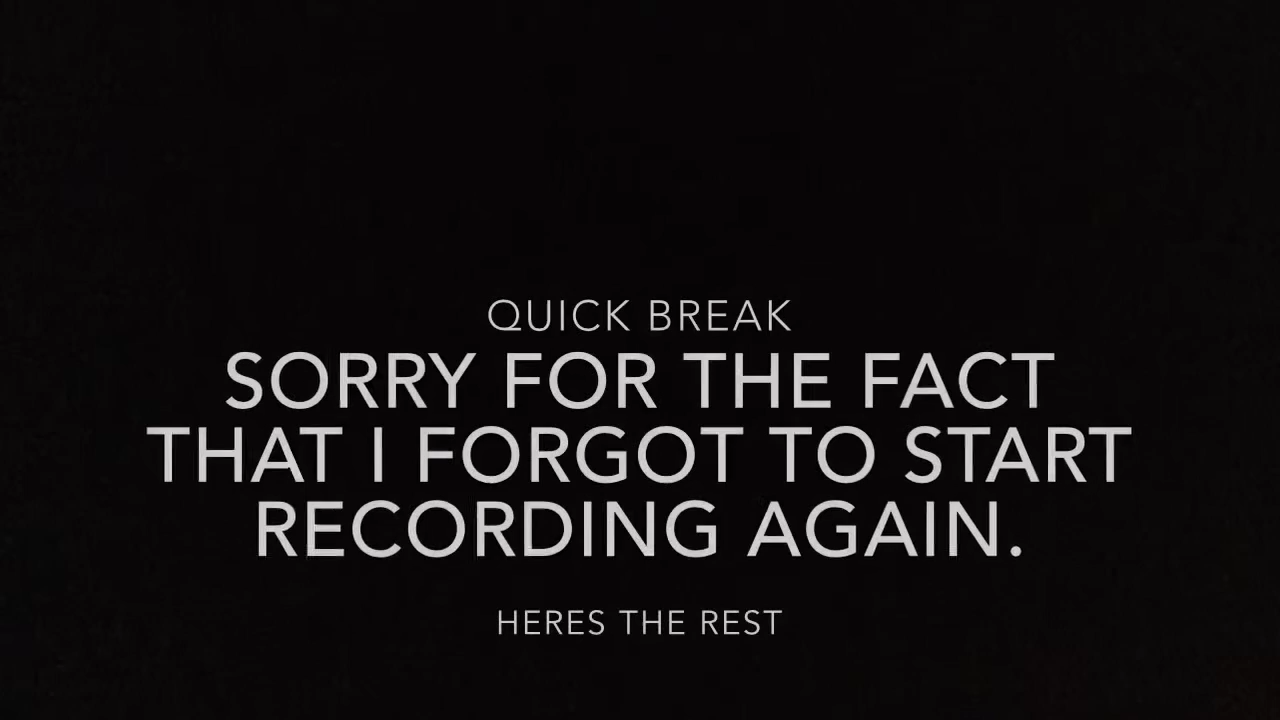 QUICK BREAK
SORRY FOR THE FACT
THAT I FORGOT TO START
RECORDING AGAIN.
HERES THE REST